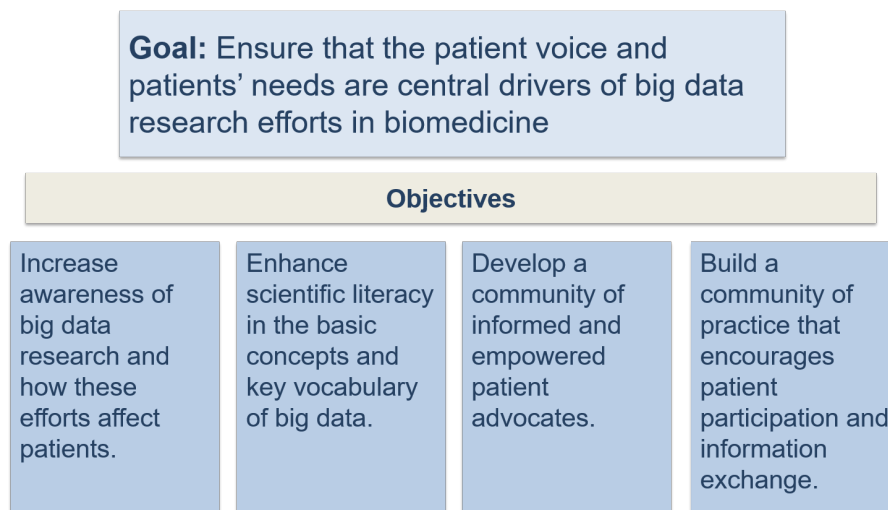 Goal: Ensure that the patient voice and
patients’ needs are central drivers of big data
research efforts in biomedicine
Objectives
Increase
awareness of
big data
research and
how these
efforts affect
patients.
Enhance
scientific literacy
in the basic
concepts and
key vocabulary
of big data.
Develop a
community of
informed and
empowered
patient
advocates.
Build a
community of
practice that
encourages
patient
participation and
information
exchange.